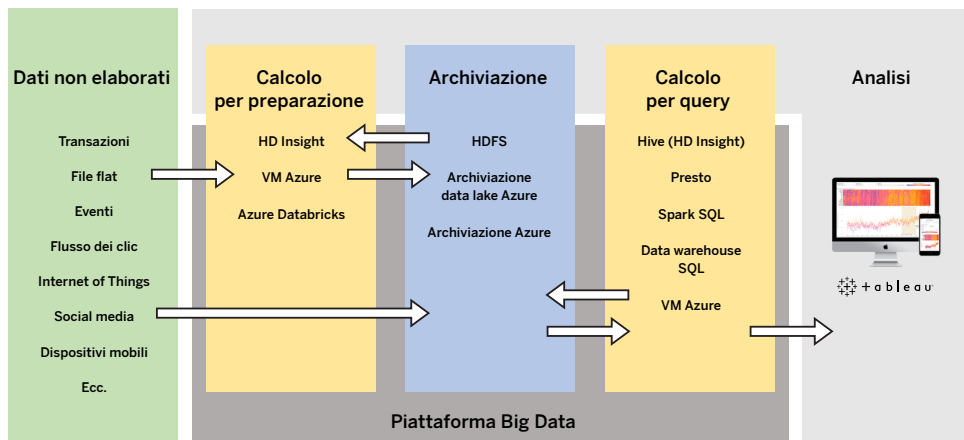 Dati non elaborati
Transazioni
File flat
Eventi
Flusso dei clic
Internet of Things
Social media
Dispositivi mobili
Ecc.
Calcolo
per preparazione
HD Insight
VM Azure
Azure Databricks
Archiviazione
HDFS
Archiviazione
data lake Azure
Archiviazione Azure
Calcolo
per query
Hive (HD Insight)
Presto
Spark SQL
Data warehouse
SQL
VM Azure
Analisi
+ableau
Piattaforma Big Data